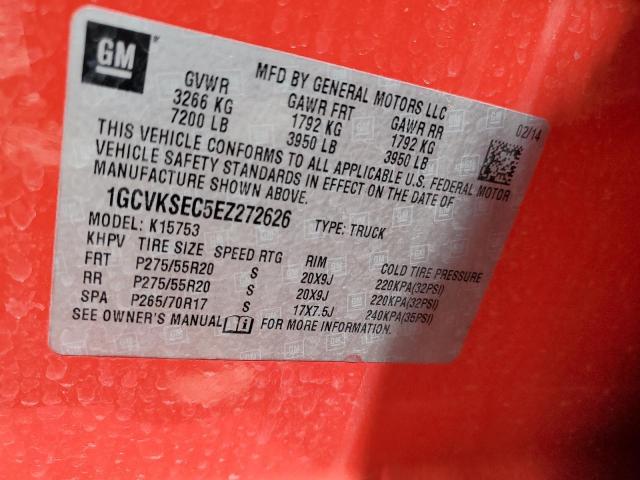 GM
MFD BY GENERAL MOTORS LLC
02/14
GVWR GAWR FRT GAWR RR
3266 KG 1792 KG 1792 KG
7200 LB 3950 LB 3950 LB
THIS VEHICLE CONFORMS TO ALL APPLICABLE U.S. FEDERAL MOTOR
VEHICLE SAFETY STANDARDS IN EFFECT ON THE DATE OF
MANUFACTURE SHOWN ABOVE.
1GCVKSEC5EZ272626
MODEL: K15753 TYPE: TRUCK
KHPV TIRE SIZE SPEED RTG RIM COLD TIRE PRESSURE
FRT P275/55R20 S 20X9J 220KPA(32PSI)
RR P275/55R20 S 20X9J 220KPA(32PSI)
SPA P265/70R17 S 17X7.5J 240KPA(35PSI)
SEE OWNER'S MANUAL FOR MORE INFORMATION.